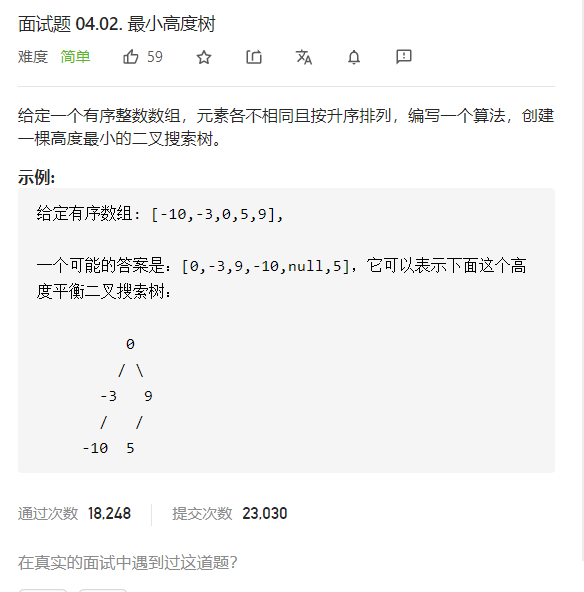 面试题 04.02. 最小高度树
难度 简单 59
给定一个有序整数数组，元素各不相同且按升序排列，编写一个算法，创建
一棵高度最小的二叉搜索树。
示例:
给定有序数组: [-10,-3,0,5,9],
一个可能的答案是：[0,-3,9,-10,null,5]，它可以表示下面这个高
度平衡二叉搜索树：
0
/ \
-3 9
/ /
-10 5
通过次数 18,248 提交次数 23,030
在真实的面试中遇到过这道题？